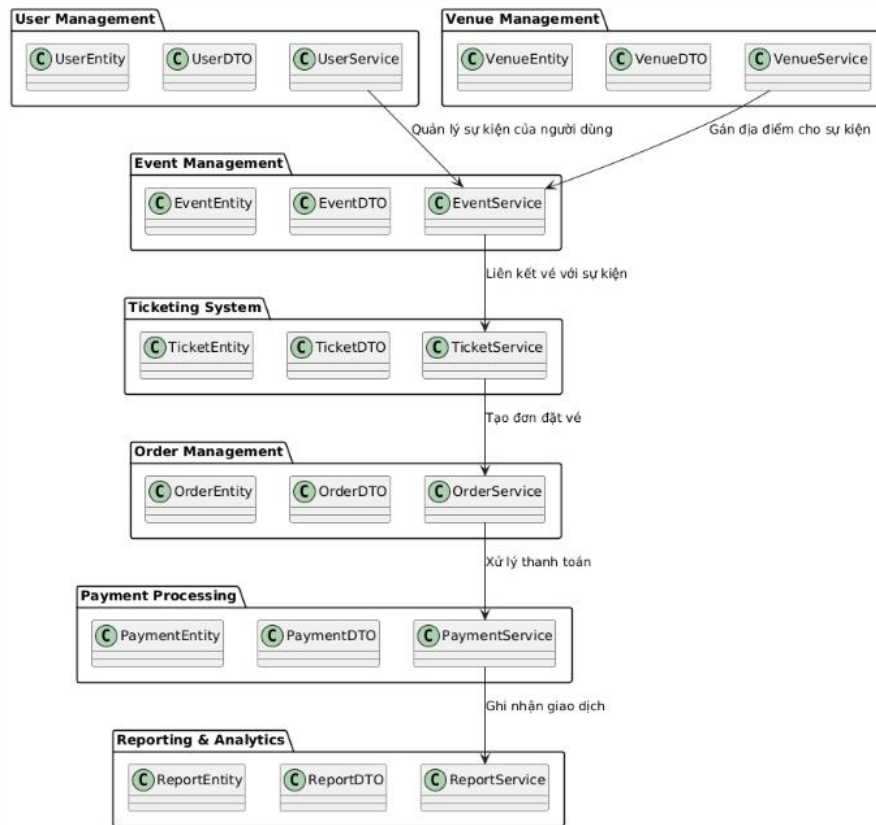 User Management
Venue Management
C UserEntity
C UserDTO
C UserService
C VenueEntity
C VenueDTO
C VenueService
Quản lý sự kiện của người dùng
Gán địa điểm cho sự kiện
Event Management
C EventEntity
C EventDTO
C EventService
Liên kết vé với sự kiện
Ticketing System
C TicketEntity
C TicketDTO
C TicketService
Tạo đơn đặt vé
Order Management
C OrderEntity
C OrderDTO
C OrderService
Xử lý thanh toán
Payment Processing
C PaymentEntity
C PaymentDTO
C PaymentService
Ghi nhận giao dịch
Reporting & Analytics
C ReportEntity
C ReportDTO
C ReportService